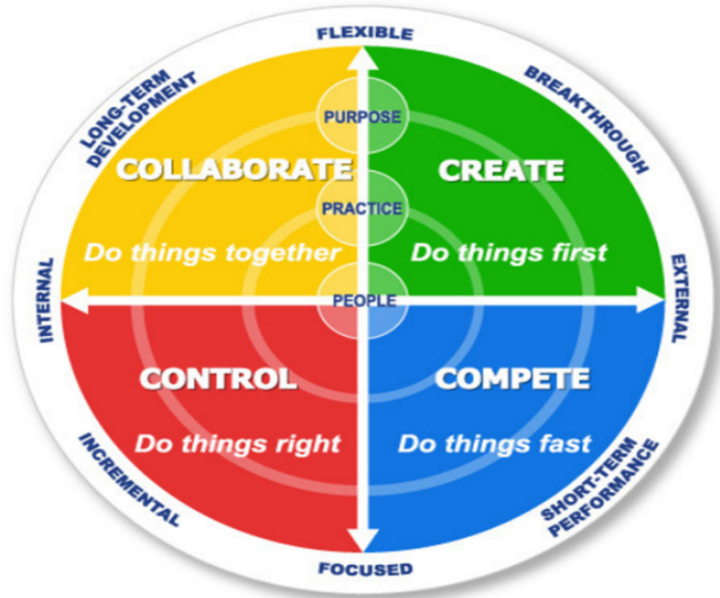 FLEXIBLE
LONG-TERM
DEVELOPMENT
BREAKTHROUGH
PURPOSE
COLLABORATE
CREATE
PRACTICE
Do things together
Do things first
INTERNAL
EXTERNAL
PEOPLE
CONTROL
COMPETE
Do things right
Do things fast
INCREMENTAL
SHORT-TERM
PERFORMANCE
FOCUSED